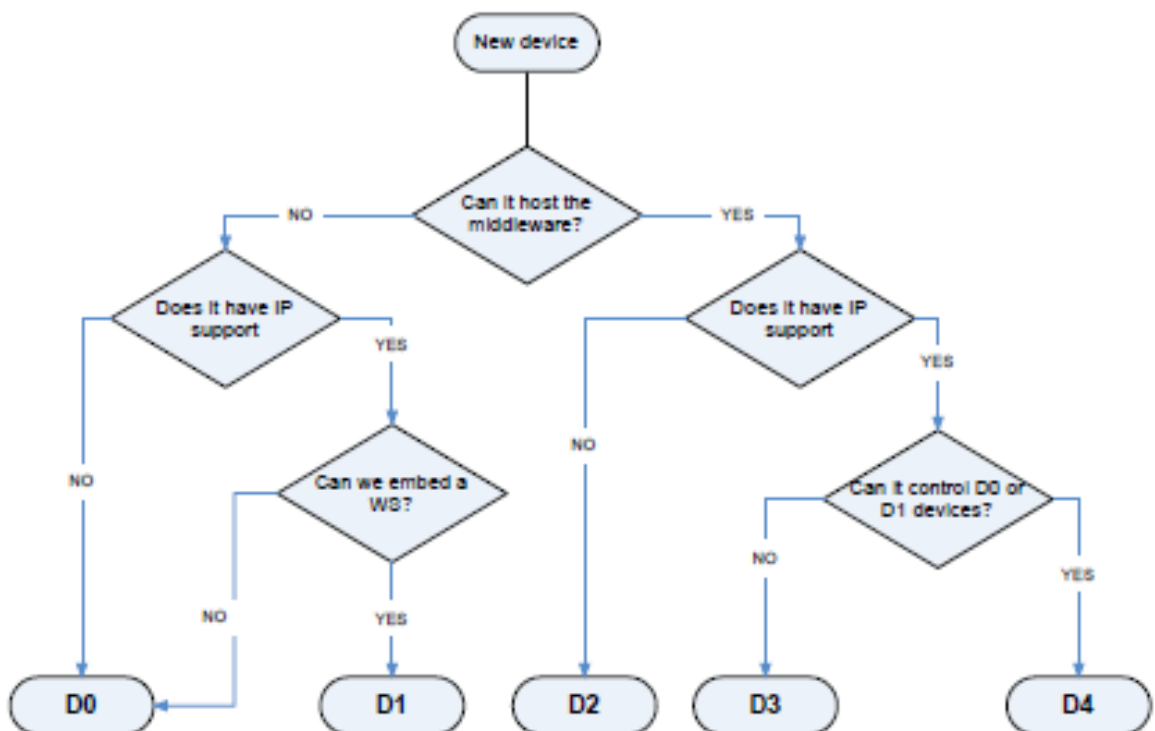 New device
Can it host the
middleware?
NO
YES
Does it have IP
support
Does it have IP
support
YES
YES
NO
NO
Can we embed a
WS?
Can it control D0 or
D1 devices?
NO
YES
NO
YES
D0
D1
D2
D3
D4